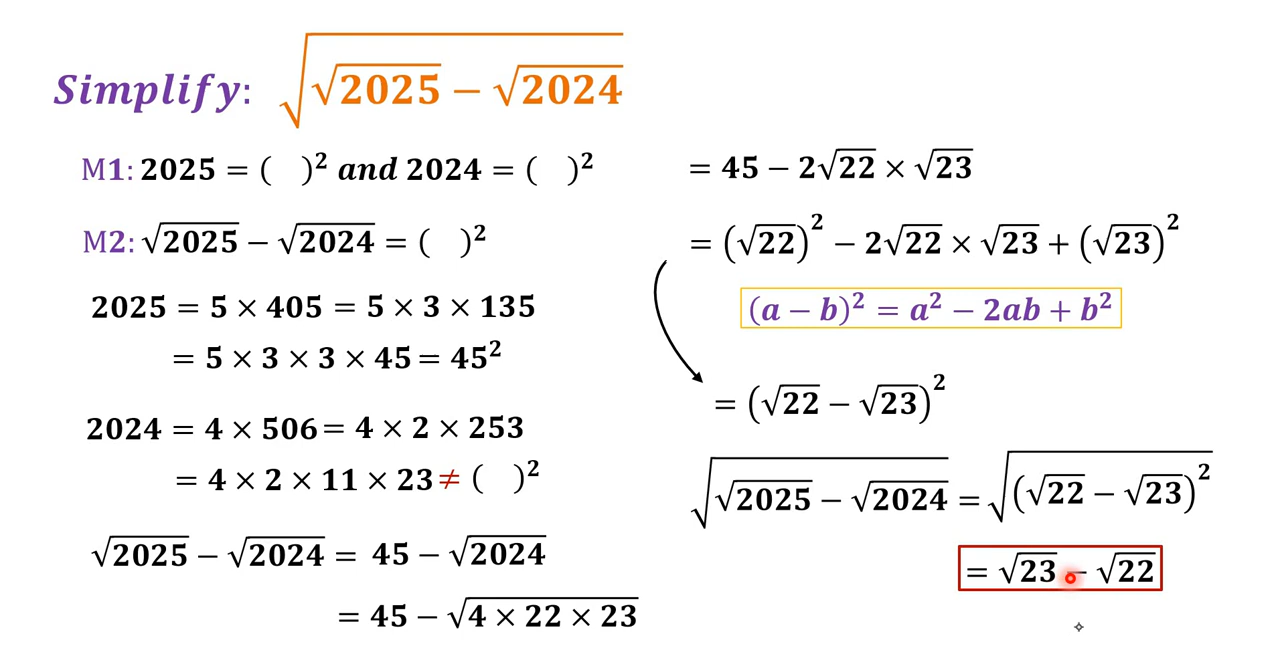 Simplify: √(√2025 − √2024)
M1: 2025 = (  )² and 2024 = (  )²
M2: √2025 − √2024 = (  )²
2025 = 5 × 405 = 5 × 3 × 135
= 5 × 3 × 3 × 45 = 45²
2024 = 4 × 506 = 4 × 2 × 253
= 4 × 2 × 11 × 23 ≠ (  )²
√2025 − √2024 = 45 − √2024
= 45 − √(4 × 22 × 23)
= 45 − 2√22 × √23
= (√22)² − 2√22 × √23 + (√23)²
(a − b)² = a² − 2ab + b²
= (√22 − √23)²
√(√2025 − √2024) = √((√22 − √23)²)
= √23 − √22